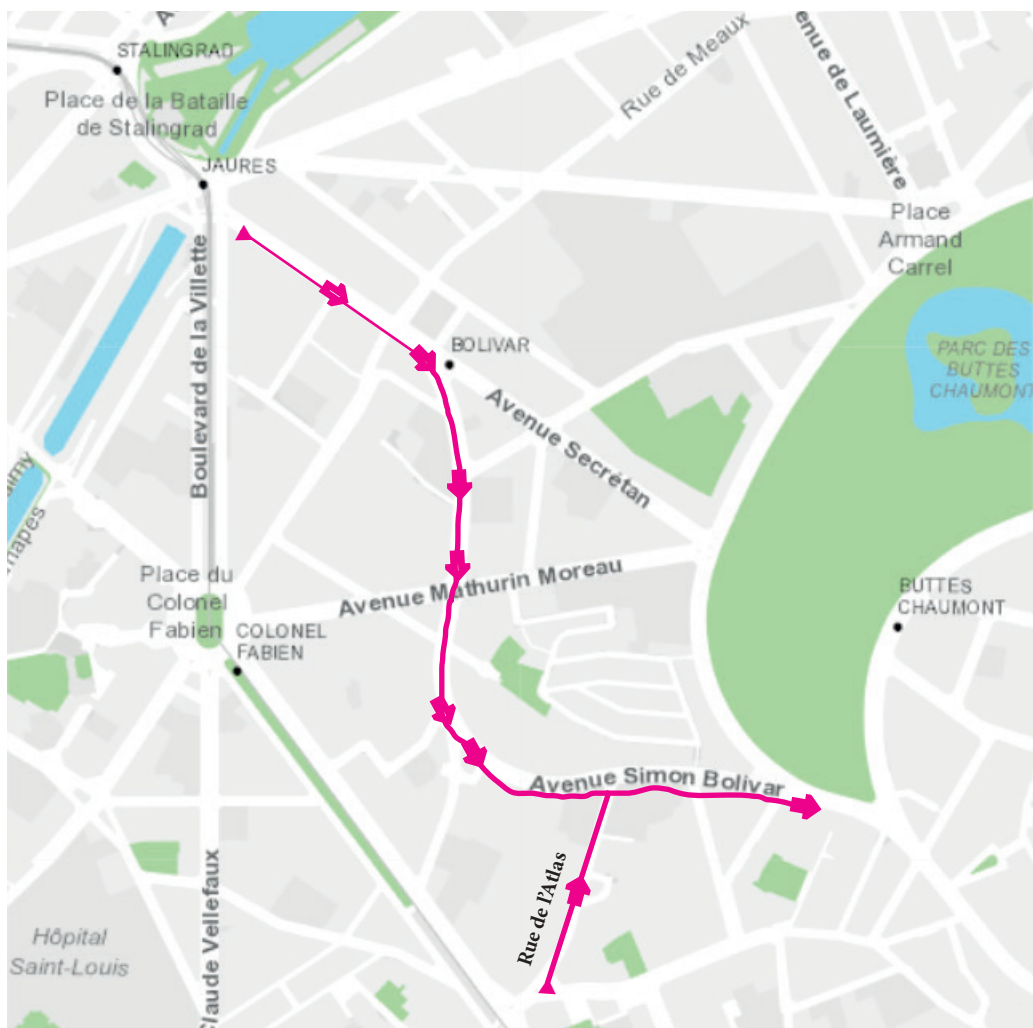 STALINGRAD
Place de la Bataille
de Stalingrad
JAURES
Rue de Meaux
enue de Laumière
Place
Armand
Carrel
Boulevard de la Villette
BOLIVAR
PARC DES
BUTTES
CHAUMONT
Avenue Secrétan
Place du
Colonel
Fabien
COLONEL
FABIEN
Avenue Mathurin Moreau
BUTTES
CHAUMONT
Avenue Simon Bolivar
Rue de l'Atlas
Claude Vellefaux
Hôpital
Saint-Louis